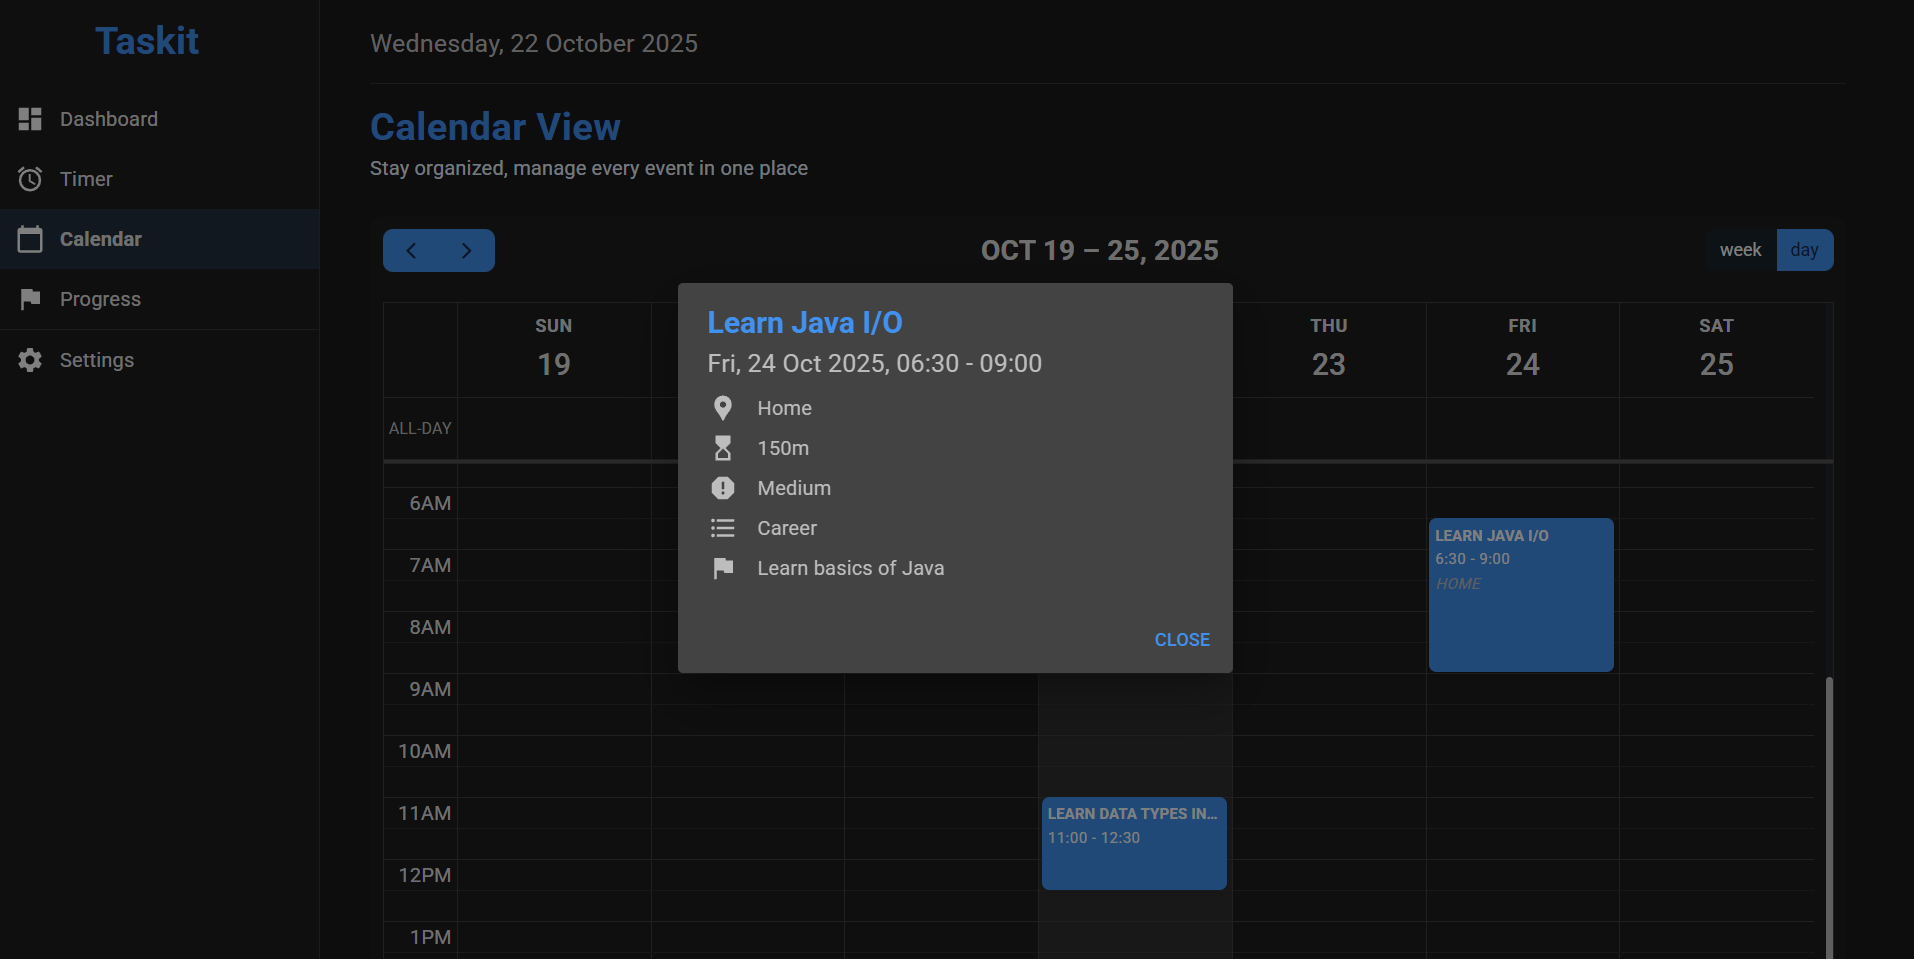 Taskit
Dashboard
Timer
Calendar
Progress
Settings
Wednesday, 22 October 2025
Calendar View
Stay organized, manage every event in one place
OCT 19 – 25, 2025
week
day
SUN
19
THU
23
FRI
24
SAT
25
ALL-DAY
6AM
7AM
8AM
9AM
10AM
11AM
12PM
1PM
Learn Java I/O
Fri, 24 Oct 2025, 06:30 - 09:00
Home
150m
Medium
Career
Learn basics of Java
CLOSE
LEARN JAVA I/O
6:30 - 9:00
HOME
LEARN DATA TYPES IN...
11:00 - 12:30